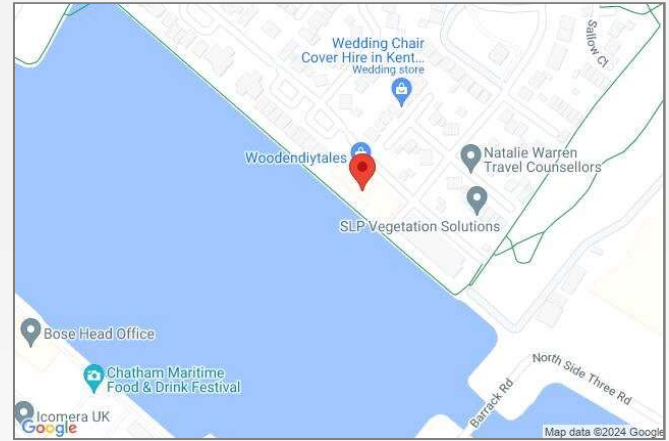 Sallow Ct
Wedding Chair
Cover Hire in Kent...
Wedding store
Woodendiytales
Natalie Warren
Travel Counsellors
SLP Vegetation Solutions
Bose Head Office
Chatham Maritime
Food & Drink Festival
Icomera UK
Google
Barrack Rd
North Side Three Rd
Map data ©2024 Google